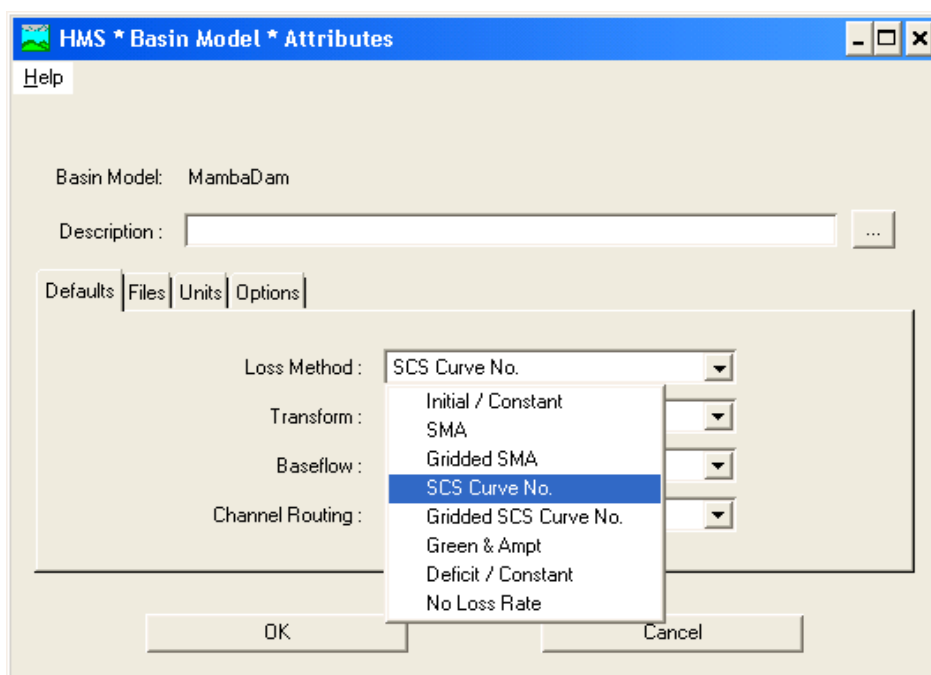 HMS * Basin Model * Attributes
Help
Basin Model: MambaDam
Description :
...
Defaults Files Units Options
Loss Method : SCS Curve No.
Initial / Constant
Transform :
SMA
Gridded SMA
Baseflow :
SCS Curve No.
Channel Routing :
Gridded SCS Curve No.
Green & Ampt
Deficit / Constant
No Loss Rate
OK Cancel